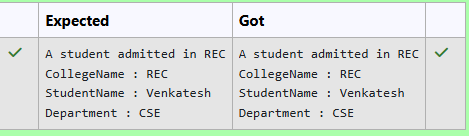 Expected Got
A student admitted in REC A student admitted in REC
CollegeName : REC CollegeName : REC
StudentName : Venkatesh StudentName : Venkatesh
Department : CSE Department : CSE